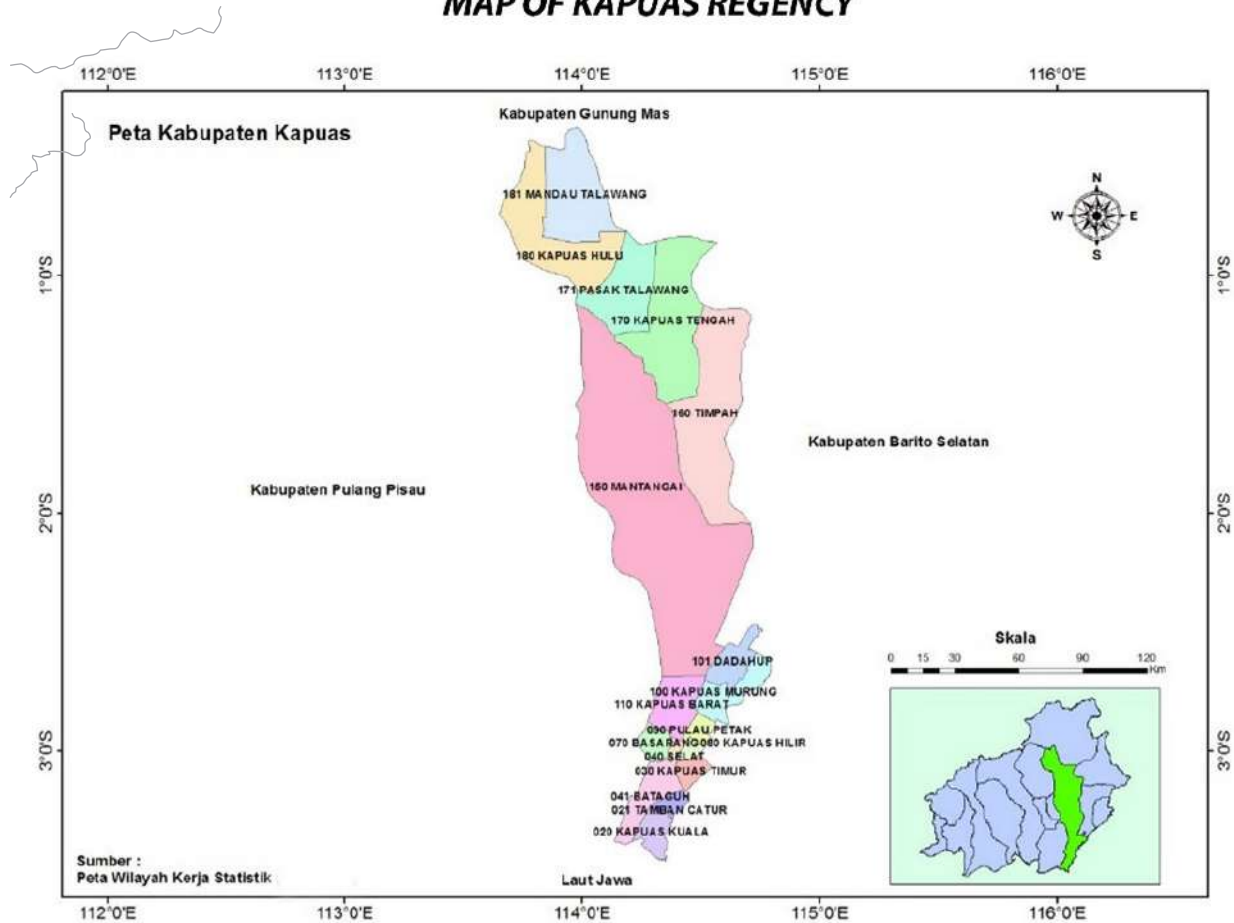 MAP OF KAPUAS REGENCY
112°0'E 113°0'E 114°0'E 115°0'E 116°0'E
Kabupaten Gunung Mas
Peta Kabupaten Kapuas
N
W E
S
181 MANDAU TALAWANG
180 KAPUAS HULU
1°0'S 1°0'S
171 PASAK TALAWANG
170 KAPUAS TENGAH
160 TIMPAH
Kabupaten Barito Selatan
150 MANTANGAI
Kabupaten Pulang Pisau
2°0'S 2°0'S
Skala
0 15 30 60 90 120
Km
101 DADAHUP
100 KAPUAS MURUNG
110 KAPUAS BARAT
090 PULAU PETAK
070 BASARANG 080 KAPUAS HILIR
3°0'S 3°0'S
040 SELAT
030 KAPUAS TIMUR
041 BATAGUH
021 TAMBAN CATUR
020 KAPUAS KUALA
Sumber :
Peta Wilayah Kerja Statistik
Laut Jawa
112°0'E 113°0'E 114°0'E 115°0'E 116°0'E